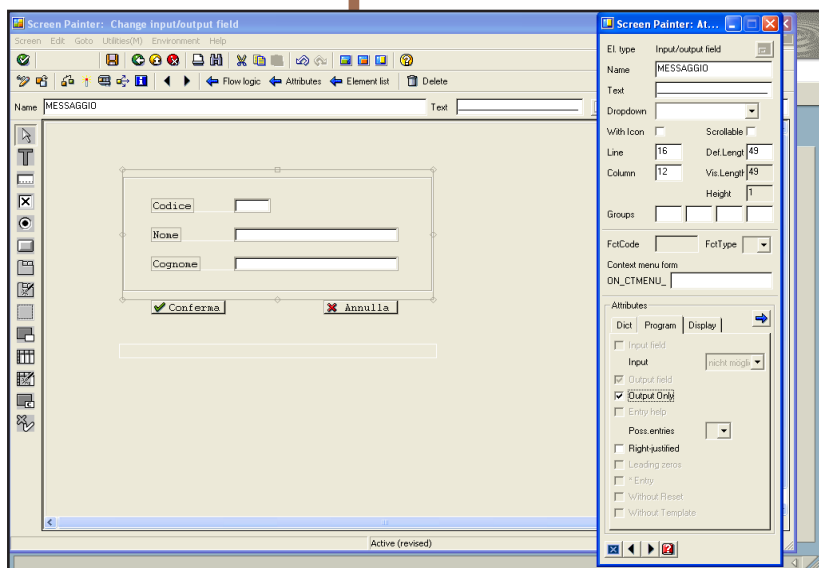 Screen Painter: Change input/output field
Screen Edit Goto Utilities(M) Environment Help
Flow logic Attributes Element list Delete
Name MESSAGGIO Text
Codice
Nome
Cognome
Conferma Annulla
Active (revised)
Screen Painter: At...
El. type Input/output field
Name MESSAGGIO
Text
Dropdown
With Icon Scrollable
Line 16 Def.Lengt 49
Column 12 Vis.Lengtl 49
Height 1
Groups
FctCode FctType
Context menu form
ON_CTMENU_
Attributes
Dict Program Display
Input field
Input nicht mögli
Output field
Output Only
Entry help
Poss.entries
Right-justified
Leading zeros
* Entry
Without Reset
Without Template